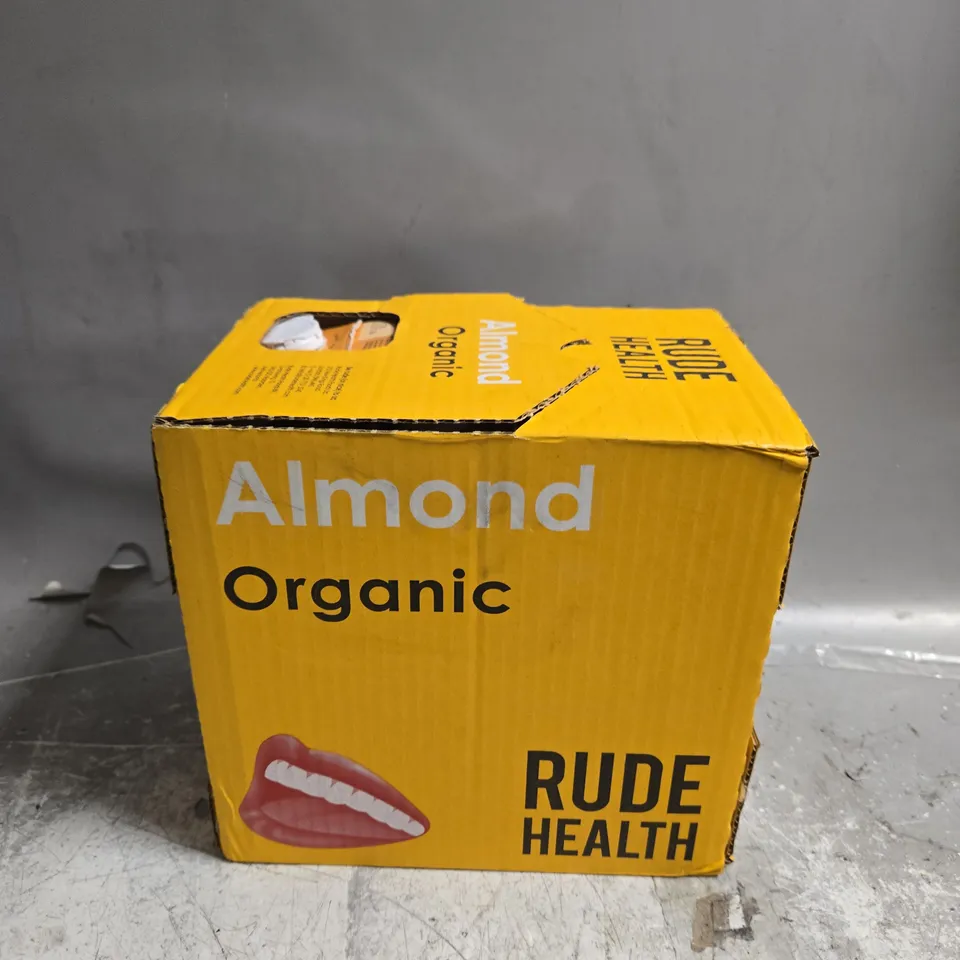 Almond
Organic
RUDE
HEALTH
Almond
Organic
RUDE
HEALTH